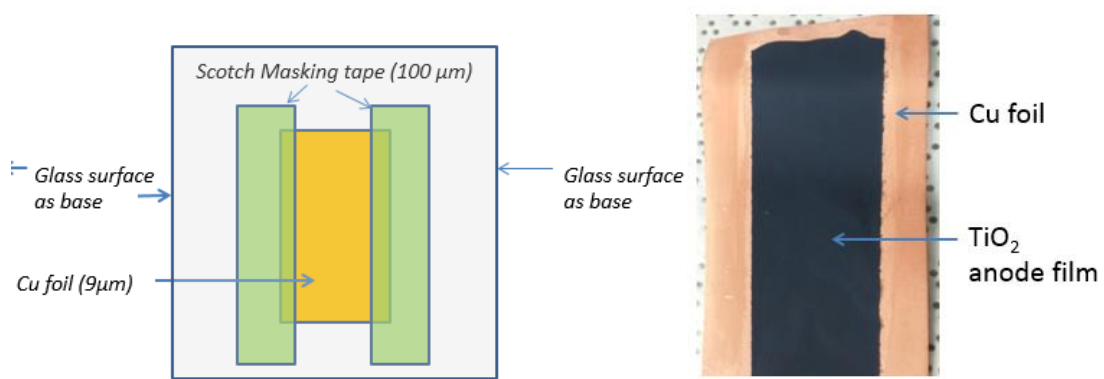 Scotch Masking tape (100 µm)
Glass surface
as base
Cu foil (9µm)
Glass surface
as base
Cu foil
TiO₂
anode film